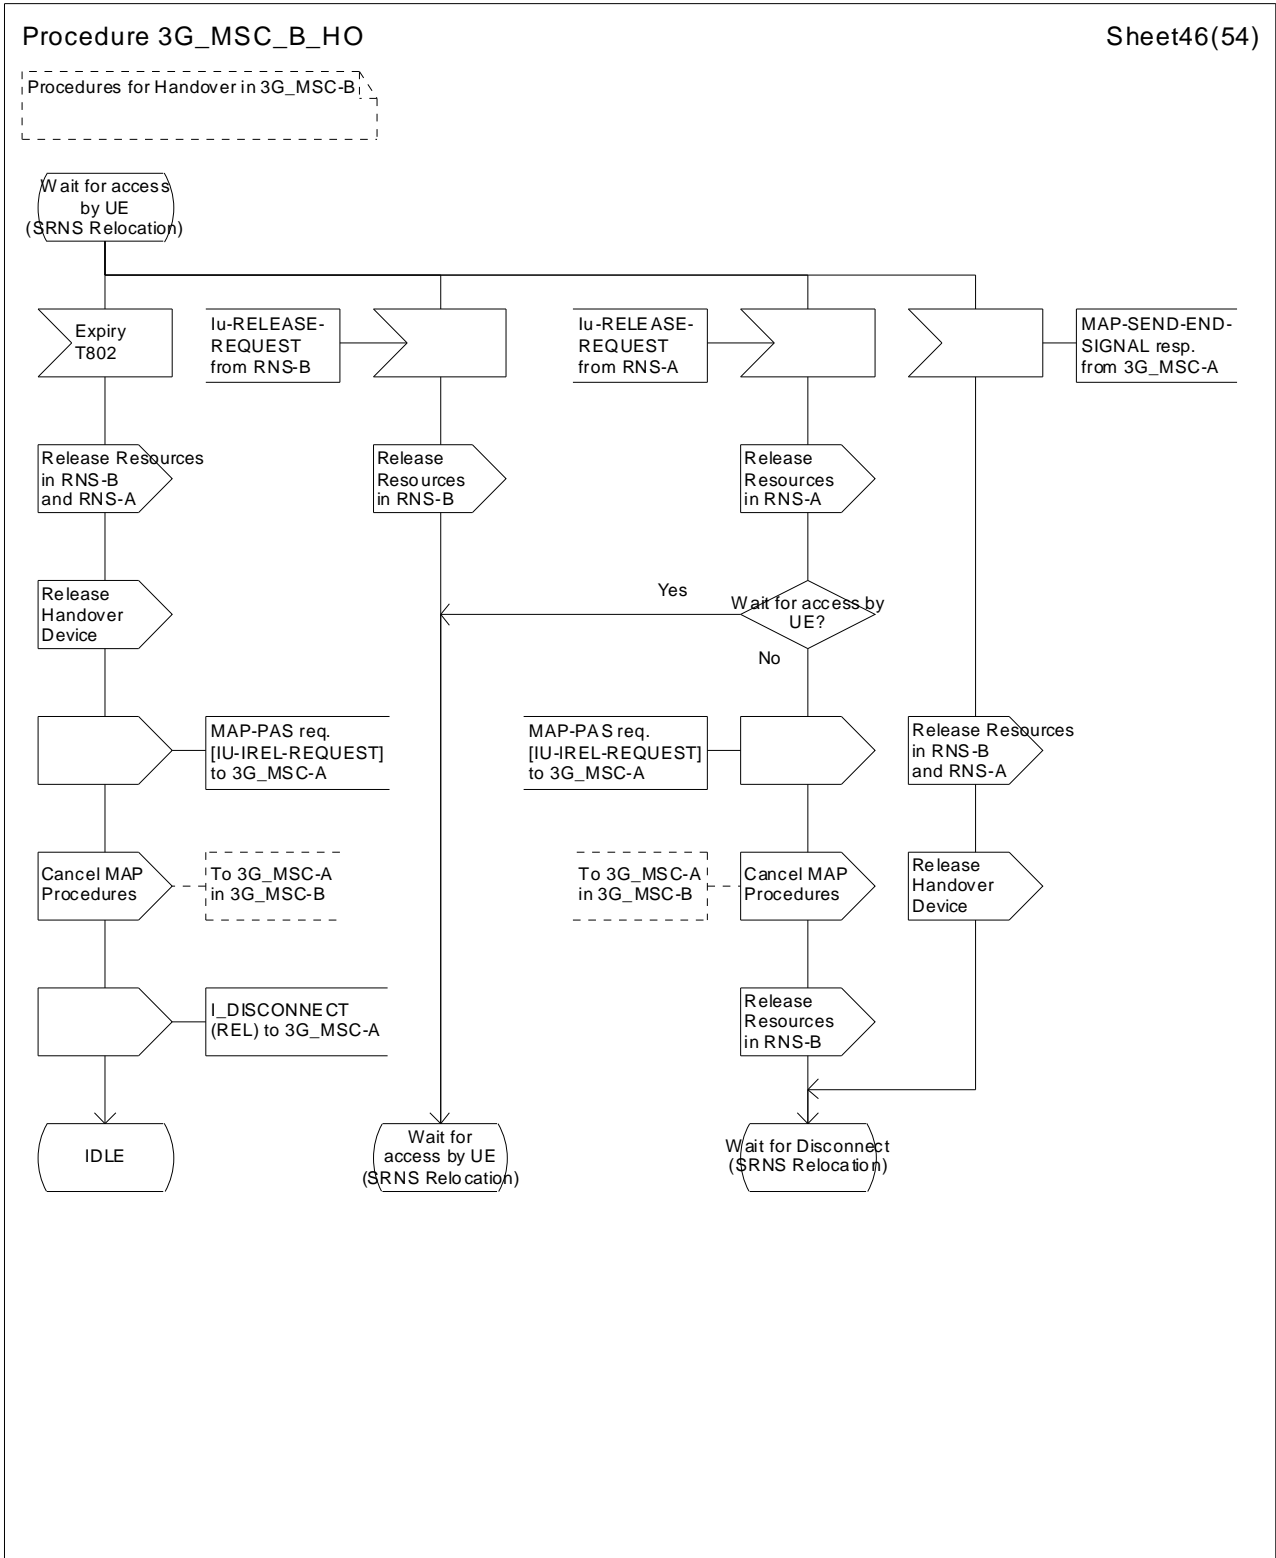 Procedure 3G_MSC_B_HO
Sheet46(54)
Procedures for Handover in 3G_MSC-B
Wait for access
by UE
(SRNS Relocation)
Expiry
T802
Iu-RELEASE-
REQUEST
from RNS-B
Iu-RELEASE-
REQUEST
from RNS-A
MAP-SEND-END-
SIGNAL resp.
from 3G_MSC-A
Release Resources
in RNS-B
and RNS-A
Release
Resources
in RNS-B
Release
Resources
in RNS-A
Release
Handover
Device
Yes
Wait for access by
UE?
No
MAP-PAS req.
[IU-IREL-REQUEST]
to 3G_MSC-A
MAP-PAS req.
[IU-IREL-REQUEST]
to 3G_MSC-A
Release Resources
in RNS-B
and RNS-A
Cancel MAP
Procedures
To 3G_MSC-A
in 3G_MSC-B
To 3G_MSC-A
in 3G_MSC-B
Cancel MAP
Procedures
Release
Handover
Device
I_DISCONNECT
(REL) to 3G_MSC-A
Release
Resources
in RNS-B
IDLE
Wait for
access by UE
(SRNS Relocation)
Wait for Disconnect
(SRNS Relocation)